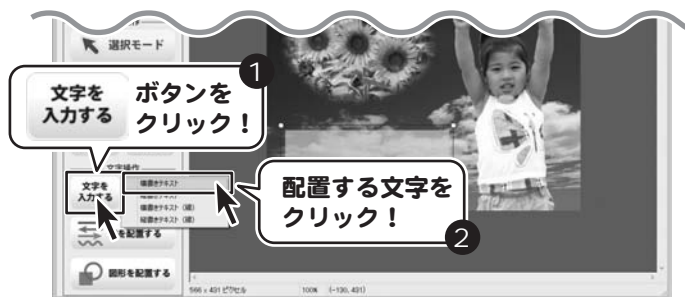 選択モード
文字を
入力する
ボタンを
クリック！
1
文字操作
文字を
入力する
横書きテキスト
横書きテキスト（縁）
縦書きテキスト（縁）
を配置する
図形を配置する
配置する文字を
クリック！
2
566 x 431 ピクセル
100%
(-130, 431)